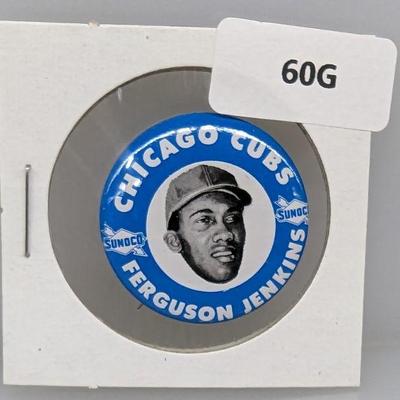 60G
CHICAGO CUBS
SUNOCO
SUNOCO
FERGUSON JENKINS